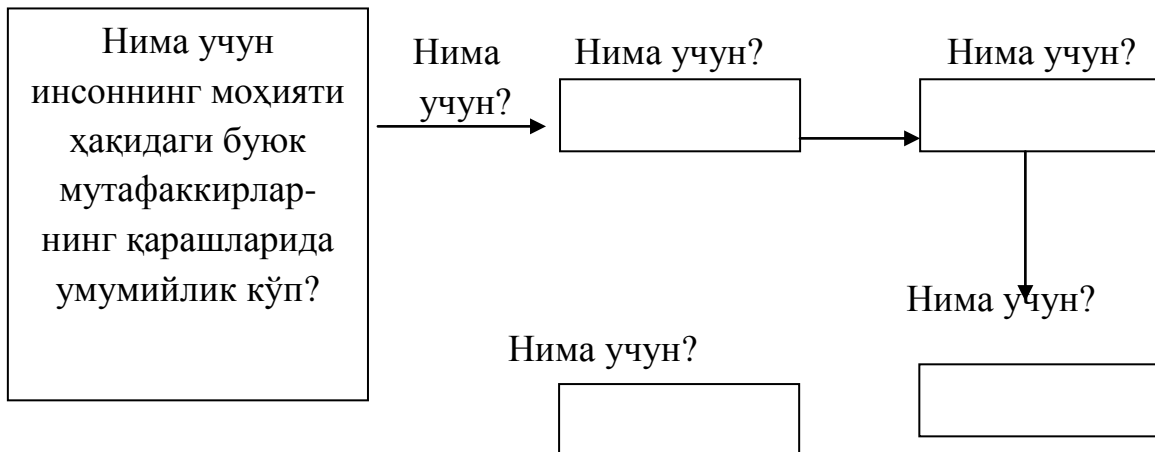 Нима учун
инсоннинг моҳияти
ҳақидаги буюк
мутафаккирлар-
нинг қарашларида
умумийлик кўп?
Нима
учун?
Нима учун?
Нима учун?
Нима учун?
Нима учун?